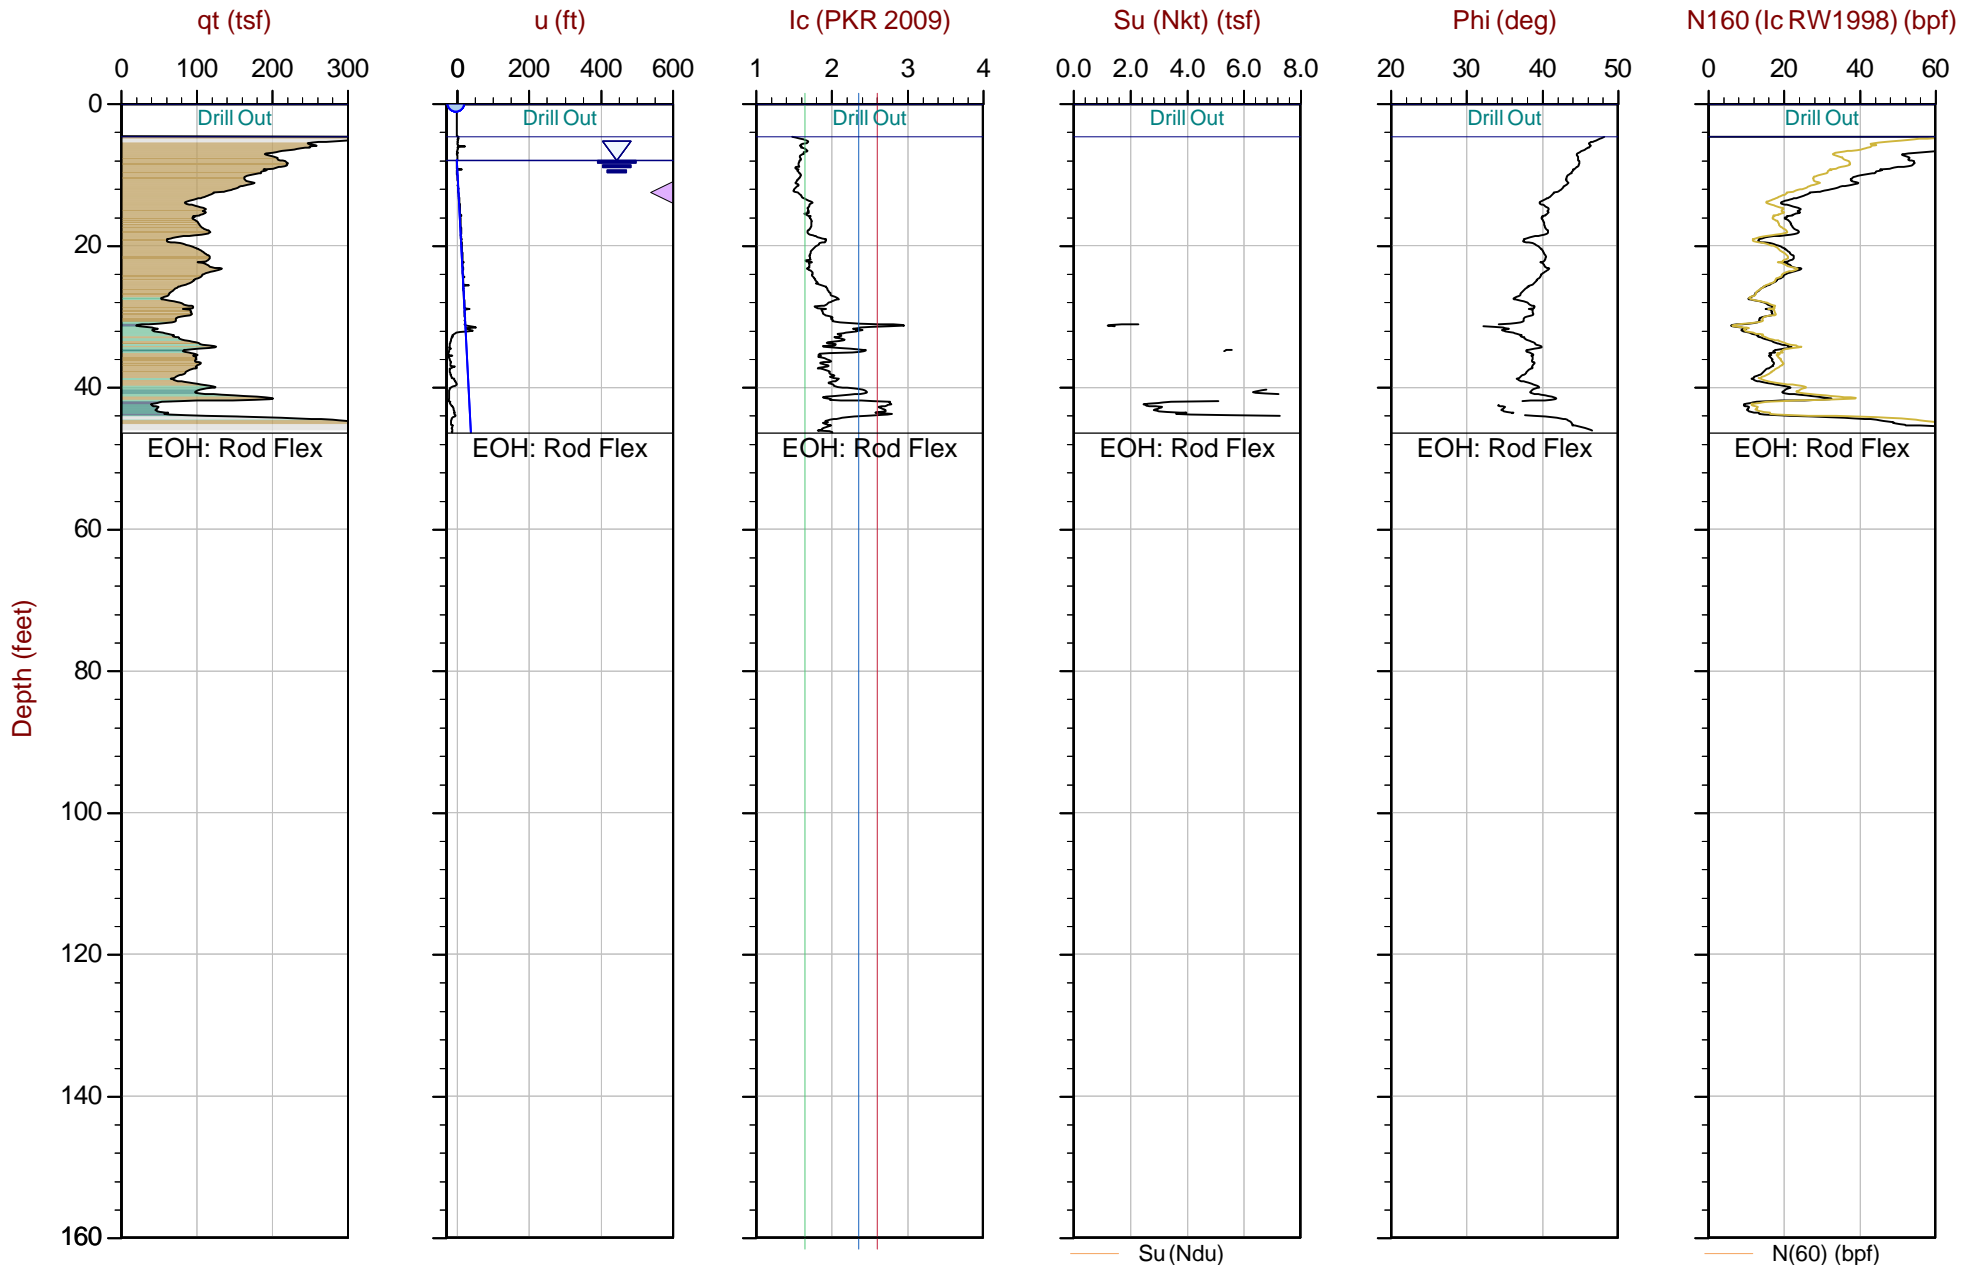 qt (tsf) u (ft) Ic (PKR 2009) Su (Nkt) (tsf) Phi (deg) N160 (Ic RW1998) (bpf)
0 100 200 300 0 200 400 600 1 2 3 4 0.0 2.0 4.0 6.0 8.0 20 30 40 50 0 20 40 60
0
Drill Out Drill Out Drill Out Drill Out Drill Out Drill Out
20
40
EOH: Rod Flex EOH: Rod Flex EOH: Rod Flex EOH: Rod Flex EOH: Rod Flex EOH: Rod Flex
60
Depth (feet)
80
100
120
140
160
Su (Ndu) N(60) (bpf)